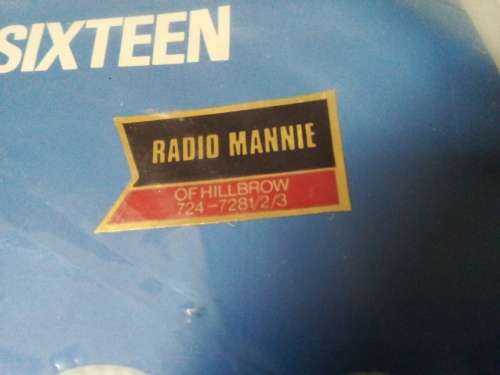 SIXTEEN
RADIO MANNIE
OF HILLBROW
724-7281/2/3